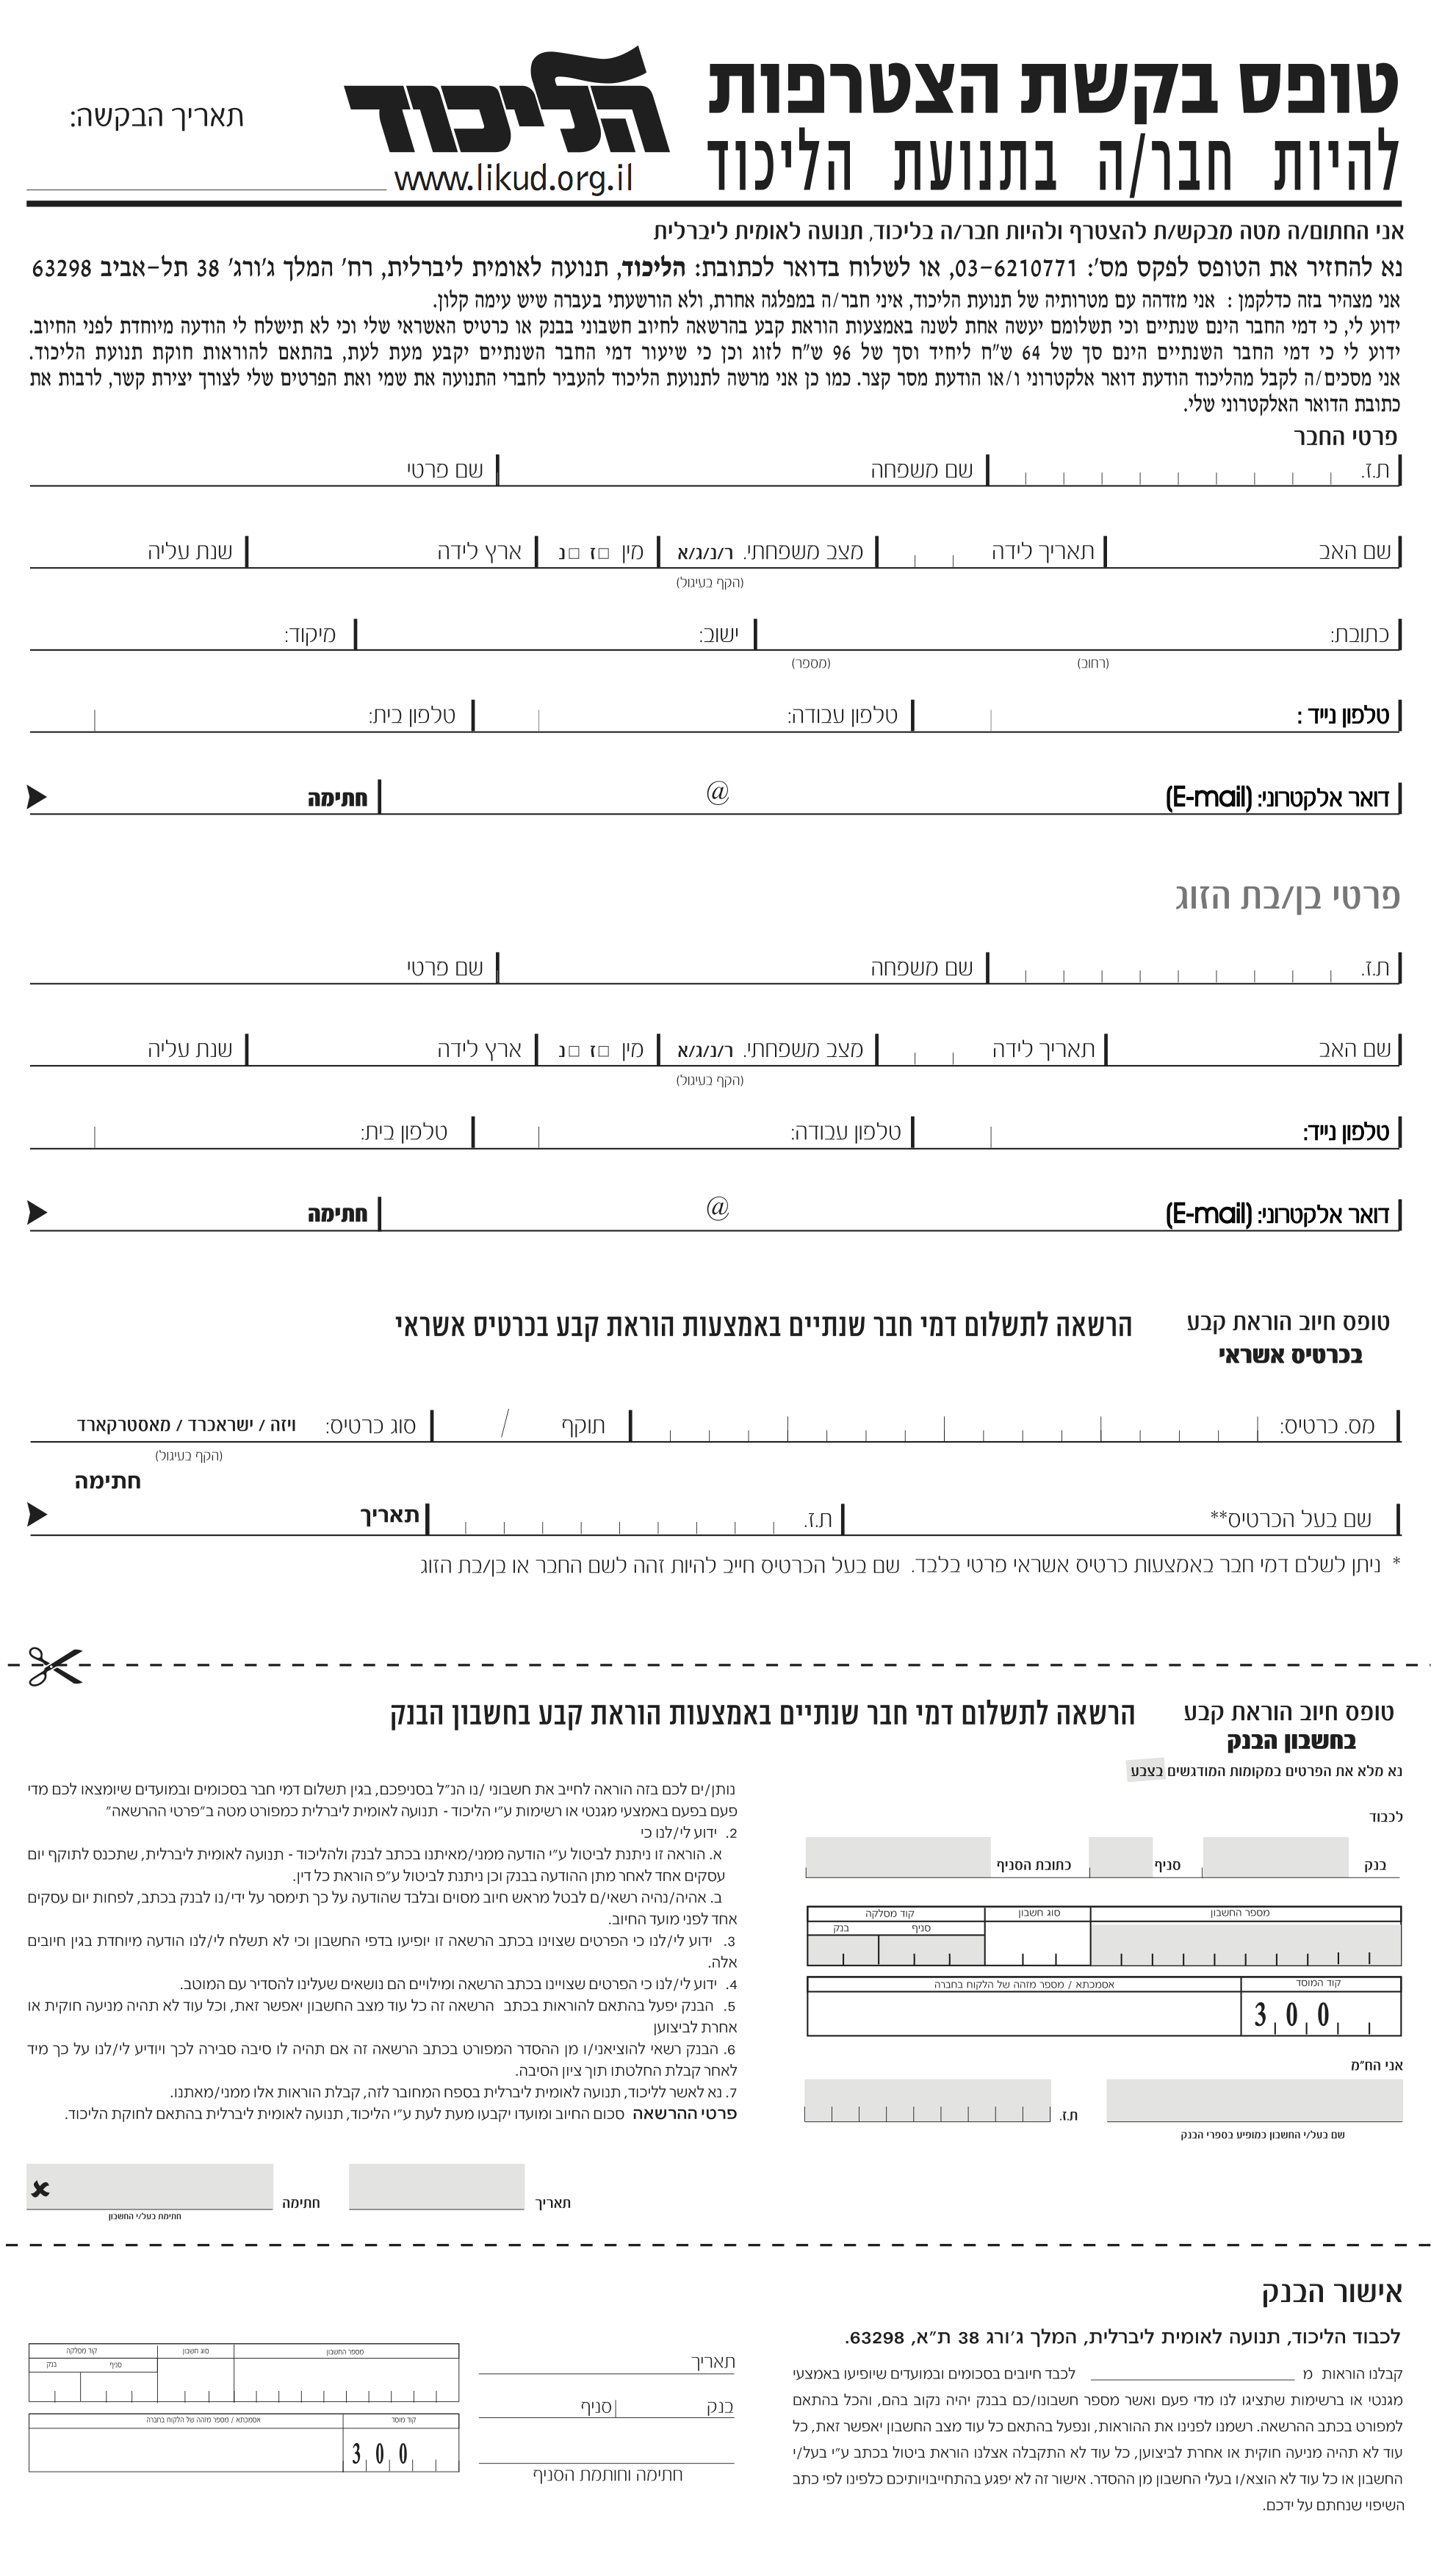 טופס בקשת הצטרפות
להיות חבר/ה בתנועת הליכוד
הליכוד
www.likud.org.il
תאריך הבקשה:
אני החתום/ה מטה מבקש/ת להצטרף ולהיות חבר/ה בליכוד, תנועה לאומית ליברלית
נא להחזיר את הטופס לפקס מס': 03-6210771, או לשלוח בדואר לכתובת: הליכוד, תנועה לאומית ליברלית, רח' המלך ג'ורג' 38 תל-אביב 63298
אני מצהיר בזה כדלקמן : אני מזדהה עם מטרותיה של תנועת הליכוד, איני חבר/ה במפלגה אחרת, ולא הורשעתי בעברה שיש עימה קלון.
ידוע לי, כי דמי החבר הינם שנתיים וכי תשלומם יעשה אחת לשנה באמצעות הוראת קבע בהרשאה לחיוב חשבוני בבנק או כרטיס האשראי שלי וכי לא תישלח לי הודעה מיוחדת לפני החיוב.
ידוע לי כי דמי החבר השנתיים הינם סך של 64 ש"ח ליחיד וסך של 96 ש"ח לזוג וכן כי שיעור דמי החבר השנתיים יקבע מעת לעת, בהתאם להוראות חוקת תנועת הליכוד.
אני מסכים/ה לקבל מהליכוד הודעת דואר אלקטרוני ו/או הודעת מסר קצר. כמו כן אני מרשה לתנועת הליכוד להעביר לחברי התנועה את שמי ואת הפרטים שלי לצורך יצירת קשר, לרבות את
כתובת הדואר האלקטרוני שלי.
פרטי החבר
ת.ז. שם משפחה שם פרטי
שם האב תאריך לידה מצב משפחתי. ר/נ/ג/א מין □ז □נ ארץ לידה שנת עליה
(הקף בעיגול)
כתובת: ישוב: מיקוד:
(רחוב) (מספר)
טלפון נייד : טלפון עבודה: טלפון בית:
דואר אלקטרוני: (E-mail) @ חתימה
פרטי בן/בת הזוג
ת.ז. שם משפחה שם פרטי
שם האב תאריך לידה מצב משפחתי. ר/נ/ג/א מין □ז □נ ארץ לידה שנת עליה
(הקף בעיגול)
טלפון נייד: טלפון עבודה: טלפון בית:
דואר אלקטרוני: (E-mail) @ חתימה
טופס חיוב הוראת קבע
בכרטיס אשראי
הרשאה לתשלום דמי חבר שנתיים באמצעות הוראת קבע בכרטיס אשראי
מס. כרטיס: תוקף / סוג כרטיס: ויזה / ישראכרד / מאסטרקארד
(הקף בעיגול)
חתימה
שם בעל הכרטיס** ת.ז. תאריך
* ניתן לשלם דמי חבר באמצעות כרטיס אשראי פרטי בלבד. שם בעל הכרטיס חייב להיות זהה לשם החבר או בן/בת הזוג
טופס חיוב הוראת קבע
בחשבון הבנק
הרשאה לתשלום דמי חבר שנתיים באמצעות הוראת קבע בחשבון הבנק
נא מלא את הפרטים במקומות המודגשים בצבע
לכבוד
בנק סניף כתובת הסניף
מספר החשבון סוג חשבון קוד מסלקה
סניף בנק
קוד המוסד אסמכתא / מספר מזהה של הלקוח בחברה
3 0 0
אני הח"מ
ת.ז.
שם בעל/י החשבון כמופיע בספרי הבנק
נותן/ים לכם בזה הוראה לחייב את חשבוני /נו הנ"ל בסניפכם, בגין תשלום דמי חבר בסכומים ובמועדים שיומצאו לכם מדי
פעם בפעם באמצעי מגנטי או רשימות ע"י הליכוד - תנועה לאומית ליברלית כמפורט מטה ב"פרטי ההרשאה"
2. ידוע לי/לנו כי
א. הוראה זו ניתנת לביטול ע"י הודעה ממני/מאיתנו בכתב לבנק ולהליכוד - תנועה לאומית ליברלית, שתכנס לתוקף יום
עסקים אחד לאחר מתן ההודעה בבנק וכן ניתנת לביטול ע"פ הוראת כל דין.
ב. אהיה/נהיה רשאי/ם לבטל מראש חיוב מסוים ובלבד שהודעה על כך תימסר על ידי/נו לבנק בכתב, לפחות יום עסקים
אחד לפני מועד החיוב.
3. ידוע לי/לנו כי הפרטים שצוינו בכתב הרשאה זו יופיעו בדפי החשבון וכי לא תשלח לי/לנו הודעה מיוחדת בגין חיובים
אלה.
4. ידוע לי/לנו כי הפרטים שצויינו בכתב הרשאה ומילויים הם נושאים שעלינו להסדיר עם המוטב.
5. הבנק יפעל בהתאם להוראות בכתב הרשאה זה כל עוד מצב החשבון יאפשר זאת, וכל עוד לא תהיה מניעה חוקית או
אחרת לביצוען
6. הבנק רשאי להוציאני/ו מן ההסדר המפורט בכתב הרשאה זה אם תהיה לו סיבה סבירה לכך ויודיע לי/לנו על כך מיד
לאחר קבלת החלטתו תוך ציון הסיבה.
7. נא לאשר לליכוד, תנועה לאומית ליברלית בספח המחובר לזה, קבלת הוראות אלו ממני/מאתנו.
פרטי ההרשאה סכום החיוב ומועדו יקבעו מעת לעת ע"י הליכוד, תנועה לאומית ליברלית בהתאם לחוקת הליכוד.
תאריך חתימה
חתימת בעל/י החשבון
אישור הבנק
לכבוד הליכוד, תנועה לאומית ליברלית, המלך ג'ורג 38 ת"א, 63298.
קבלנו הוראות מ לכבד חיובים בסכומים ובמועדים שיופיעו באמצעי
מגנטי או ברשימות שתציגו לנו מדי פעם ואשר מספר חשבונו/כם בבנק יהיה נקוב בהם, והכל בהתאם
למפורט בכתב ההרשאה. רשמנו לפנינו את ההוראות, ונפעל בהתאם כל עוד מצב החשבון יאפשר זאת, כל
עוד לא תהיה מניעה חוקית או אחרת לביצוען, כל עוד לא התקבלה אצלנו הוראת ביטול בכתב ע"י בעל/י
החשבון או כל עוד לא הוצא/ו בעלי החשבון מן ההסדר. אישור זה לא יפגע בהתחייבויותיכם כלפינו לפי כתב
השיפוי שנחתם על ידכם.
תאריך
בנק סניף
חתימה וחותמת הסניף
מספר החשבון סוג חשבון קוד מסלקה
סניף בנק
קוד מוסד אסמכתא / מספר מזהה של הלקוח בחברה
3 0 0